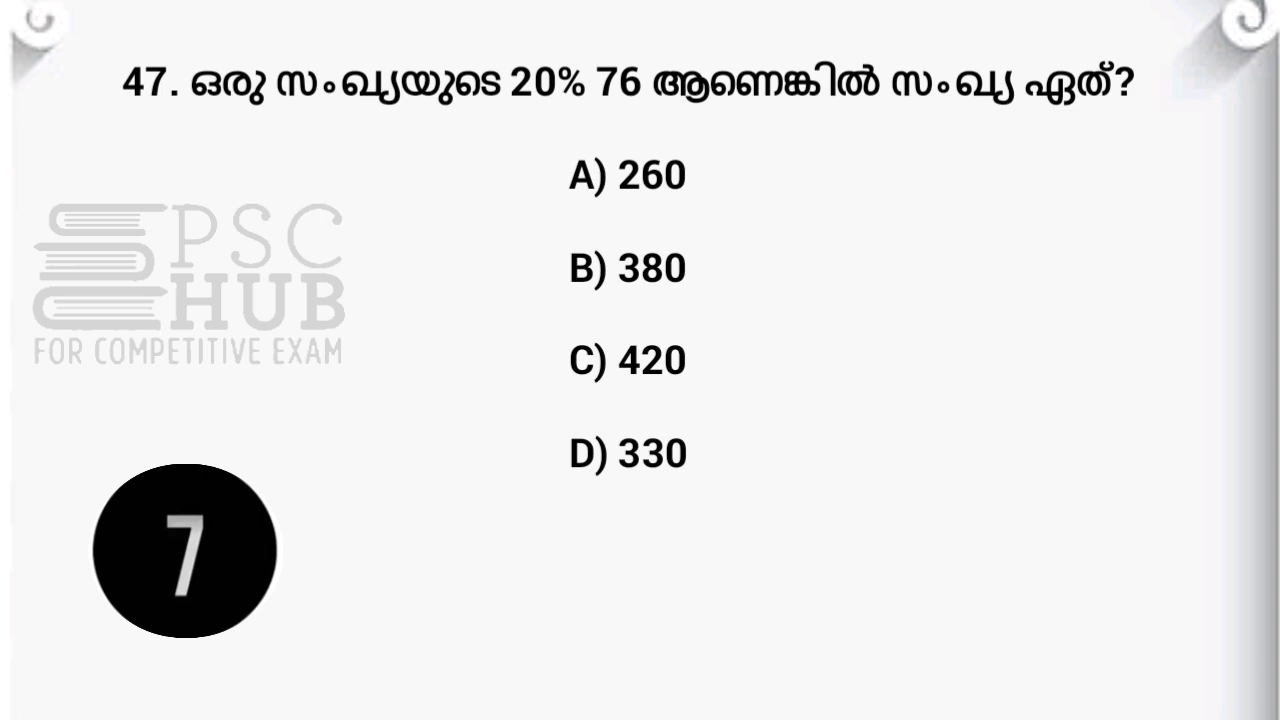 47. ഒരു സംഖ്യയുടെ 20% 76 ആണെങ്കിൽ സംഖ്യ ഏത്?
A) 260
PSC
HUB
FOR COMPETITIVE EXAM
B) 380
C) 420
D) 330
7